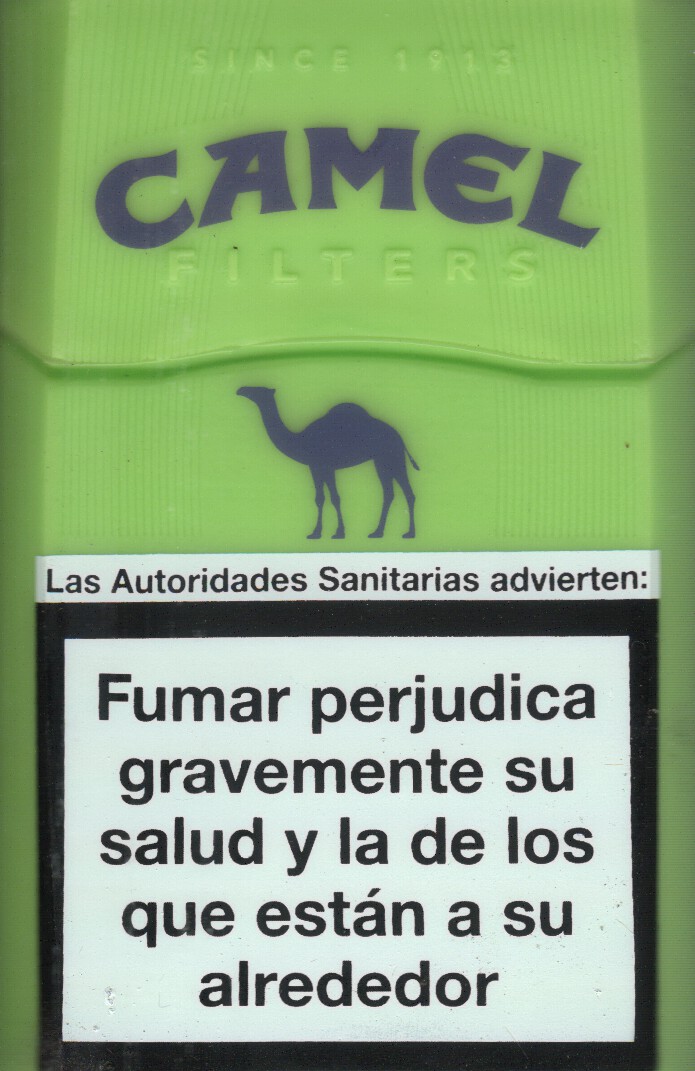 SINCE 1913
CAMEL
FILTERS
Las Autoridades Sanitarias advierten:
Fumar perjudica
gravemente su
salud y la de los
que están a su
alrededor